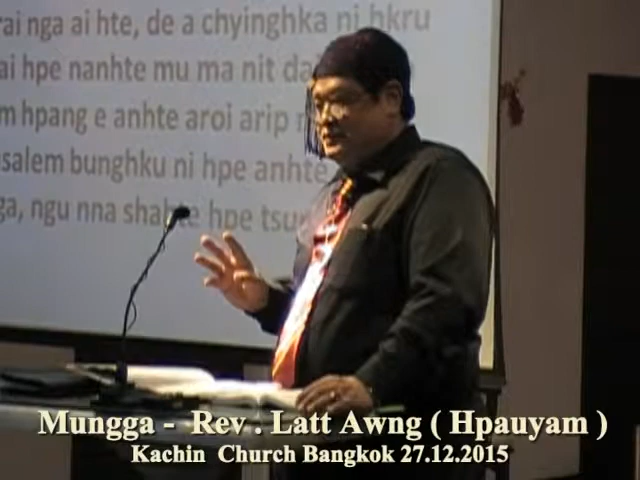 rai nga ai hte, de a chyinghka ni hkru
ai hpe nanhte mu ma nit
m hpang e anhte aroi arip
salem bunghku ni hpe anhte
ga, ngu nna shahte hpe
Mungga - Rev . Latt Awng ( Hpauyam )
Kachin Church Bangkok 27.12.2015